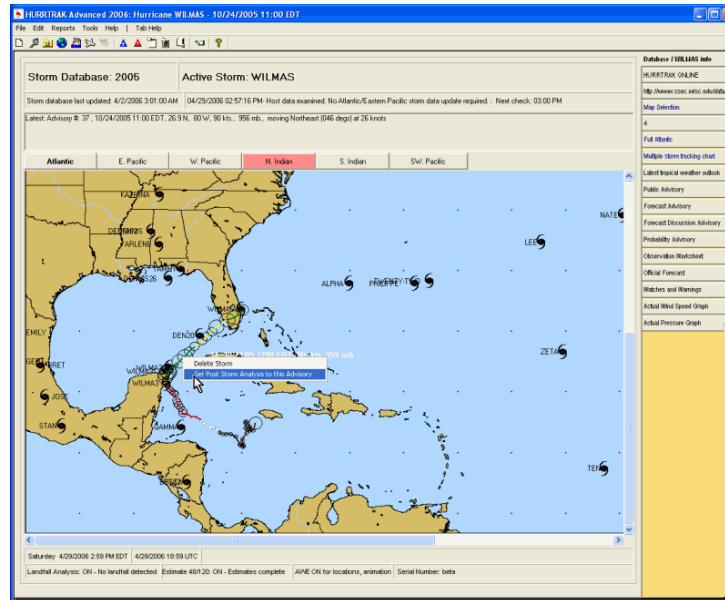 HURRTRAK Advanced 2006: Hurricane WILMAS - 10/24/2005 11:00 EDT
File Edit Reports Tools Help | Tab Help
Database / WILMAS info
Storm Database: 2005
Active Storm: WILMAS
HURRTRAK ONLINE
http://www.ssec.wisc.edu/data
Storm database last updated: 4/2/2006 3:01:00 AM
04/29/2006 02:57:16 PM- Host data examined. No Atlantic/Eastern Pacific storm data update required. : Next check: 03:00 PM
Map Selection
Latest: Advisory #: 37 , 10/24/2005 11:00 EDT, 26.9 N, 80 W, 90 kts., 956 mb., moving Northeast (046 degs) at 26 knots
4
Full Atlantic
Multiple storm tracking chart
Atlantic
E. Pacific
W. Pacific
N. Indian
S. Indian
SW. Pacific
Latest tropical weather outlook
Public Advisory
Forecast Advisory
Forecast Discussion Advisory
Probability Advisory
Observation Worksheet
Official Forecast
Watches and Warnings
Actual Wind Speed Graph
Actual Pressure Graph
KATRINA
NATE
ARLENE
LEE
ALPHA
DEN20
EMILY
ZETA
Delete Storm
Set Post Storm Analysis to this Advisory
WILMA3
JOSE
STAN
GAMMA
TEN
Saturday 4/29/2006 2:59 PM EDT
4/29/2006 18:59 UTC
Landfall Analysis: ON - No landfall detected
Estimate 48/120: ON - Estimates complete
AWE ON for locations, animation
Serial Number: beta